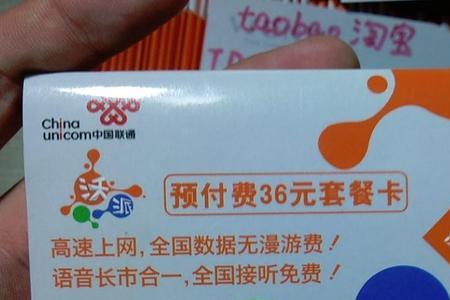 taobao 淘宝
China
unicom中国联通
沃派
预付费36元套餐卡
高速上网,全国数据无漫游费!
语音长市合一,全国接听免费!